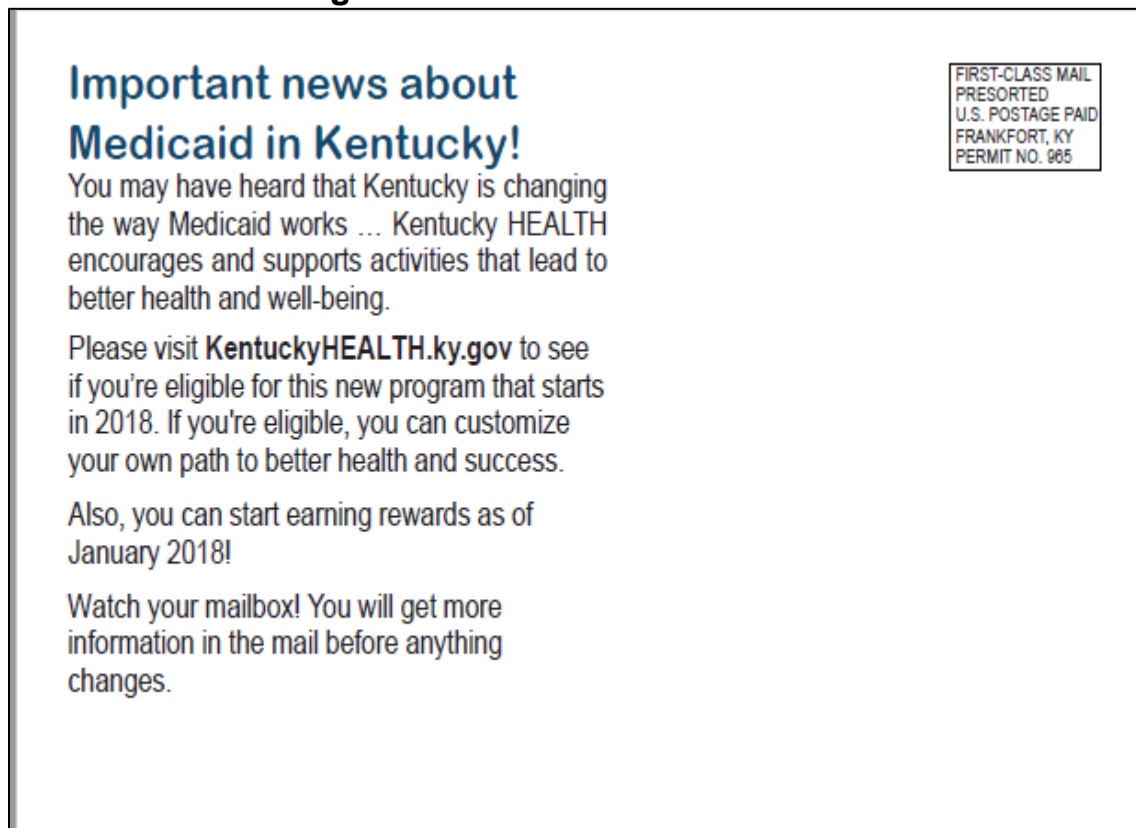 Important news about
Medicaid in Kentucky!
You may have heard that Kentucky is changing
the way Medicaid works … Kentucky HEALTH
encourages and supports activities that lead to
better health and well-being.
Please visit KentuckyHEALTH.ky.gov to see
if you’re eligible for this new program that starts
in 2018. If you're eligible, you can customize
your own path to better health and success.
Also, you can start earning rewards as of
January 2018!
Watch your mailbox! You will get more
information in the mail before anything
changes.
FIRST-CLASS MAIL
PRESORTED
U.S. POSTAGE PAID
FRANKFORT, KY
PERMIT NO. 965